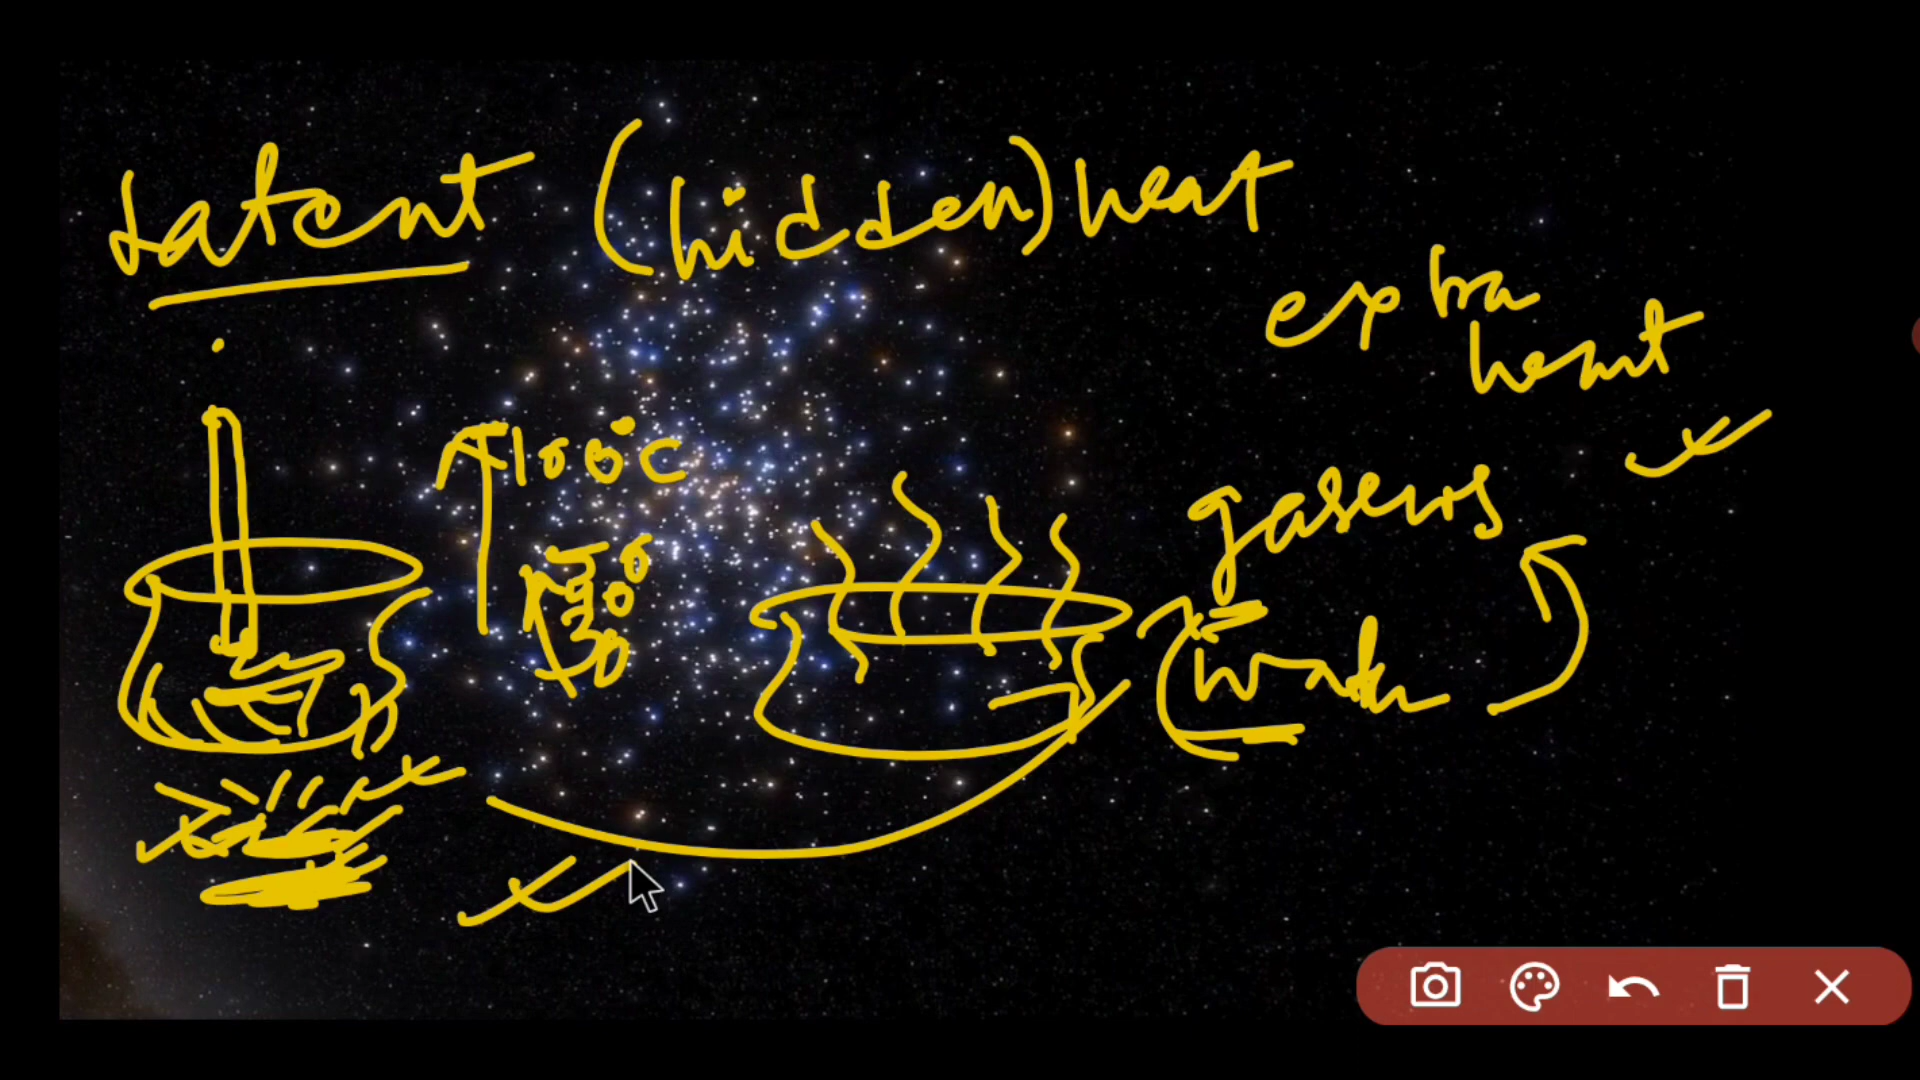 Latent (hidden) heat
extra
heat
100°C
gaseous
(water